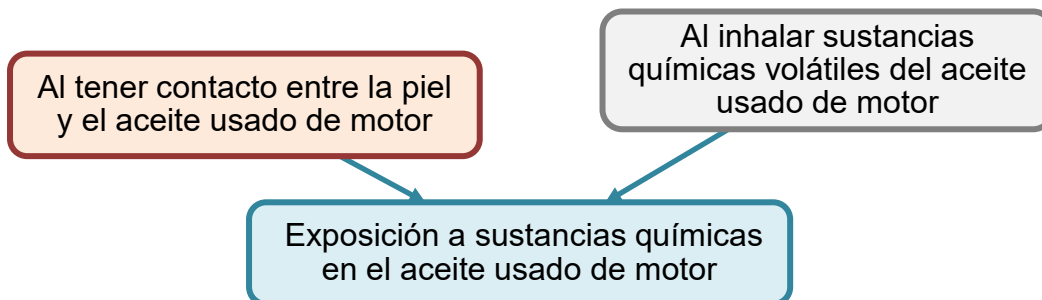 Al tener contacto entre la piel
y el aceite usado de motor
Al inhalar sustancias
químicas volátiles del aceite
usado de motor
Exposición a sustancias químicas
en el aceite usado de motor